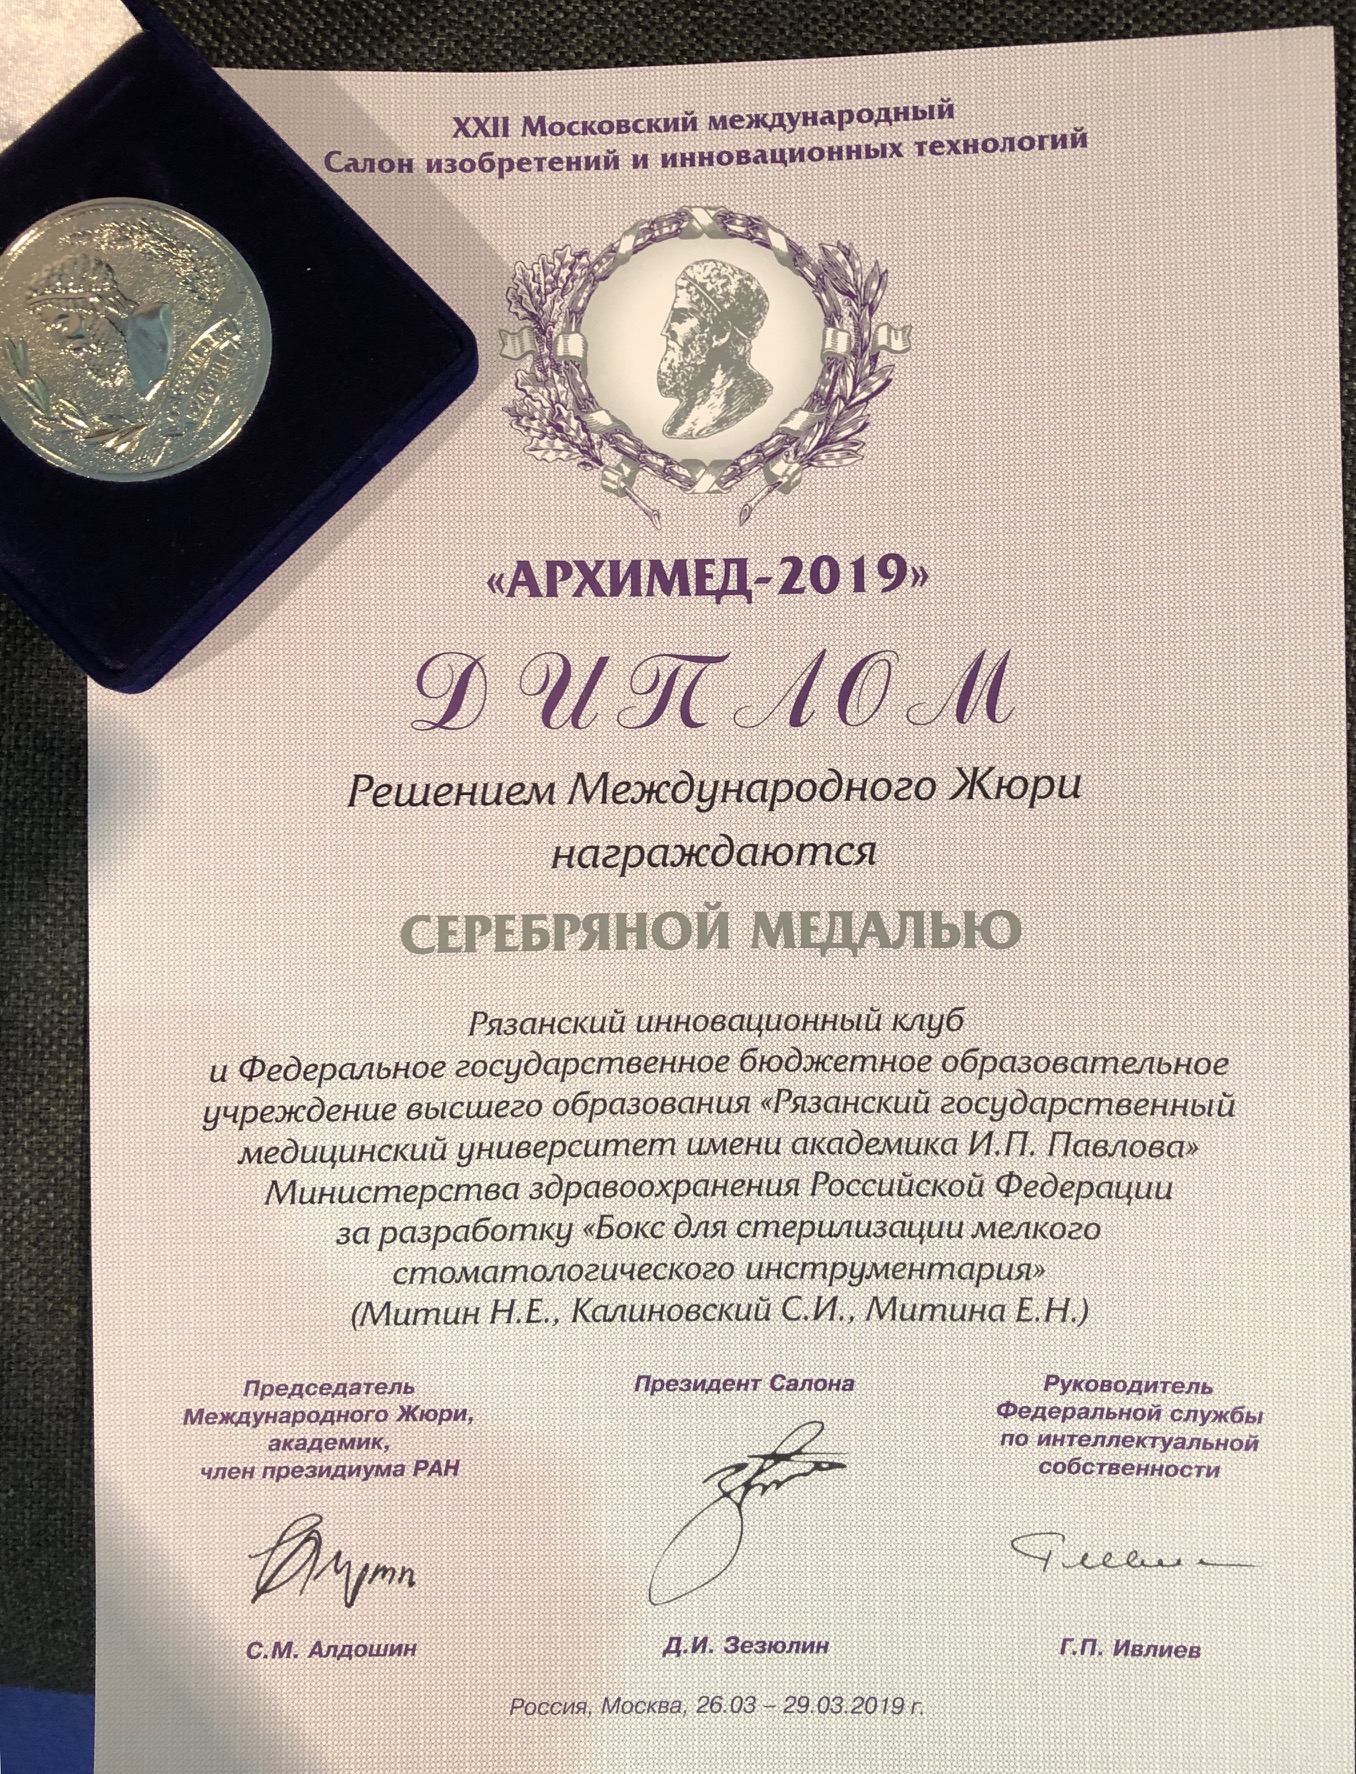 XXII Московский международный
Салон изобретений и инновационных технологий
«АРХИМЕД-2019»
ДИПЛОМ
Решением Международного Жюри
награждаются
СЕРЕБРЯНОЙ МЕДАЛЬЮ
Рязанский инновационный клуб
и Федеральное государственное бюджетное образовательное
учреждение высшего образования «Рязанский государственный
медицинский университет имени академика И.П. Павлова»
Министерства здравоохранения Российской Федерации
за разработку «Бокс для стерилизации мелкого
стоматологического инструментария»
(Митин Н.Е., Калиновский С.И., Митина Е.Н.)
Председатель
Международного Жюри,
академик,
член президиума РАН
С.М. Алдошин
Президент Салона
Д.И. Зезюлин
Руководитель
Федеральной службы
по интеллектуальной
собственности
Г.П. Ивлиев
Россия, Москва, 26.03 – 29.03.2019 г.